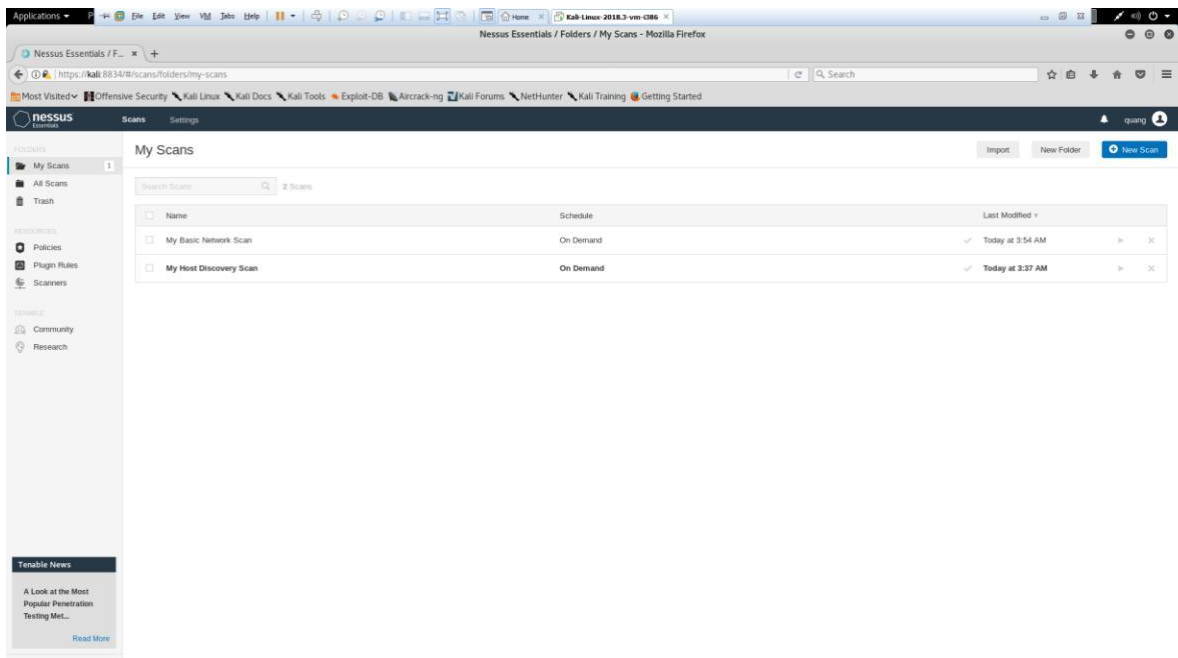 Applications P File Edit View VM Tabs Help Home Kali-Linux-2018.3-vm-i386
Nessus Essentials / Folders / My Scans - Mozilla Firefox
Nessus Essentials / F...
https://kali:8834/#/scans/folders/my-scans
Search
Most Visited Offensive Security Kali Linux Kali Docs Kali Tools Exploit-DB Aircrack-ng Kali Forums NetHunter Kali Training Getting Started
nessus Essentials Scans Settings quang
FOLDERS
My Scans 1
All Scans
Trash
RESOURCES
Policies
Plugin Rules
Scanners
TENABLE
Community
Research
My Scans
Import New Folder New Scan
Search Scans 2 Scans
Name Schedule Last Modified
My Basic Network Scan On Demand Today at 3:54 AM
My Host Discovery Scan On Demand Today at 3:37 AM
Tenable News
A Look at the Most
Popular Penetration
Testing Met...
Read More